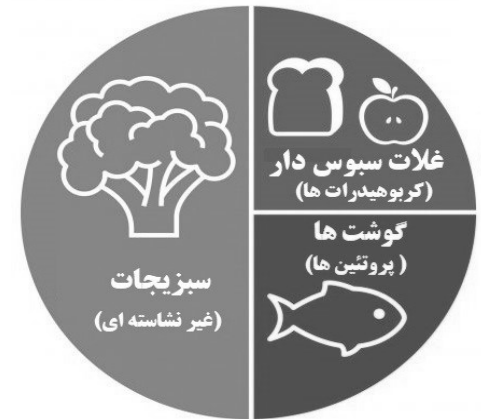 غلات سبوس دار
(کربوهیدرات ها)
گوشت ها
( پروتئین ها)
سبزیجات
(غیر نشاسته ای)